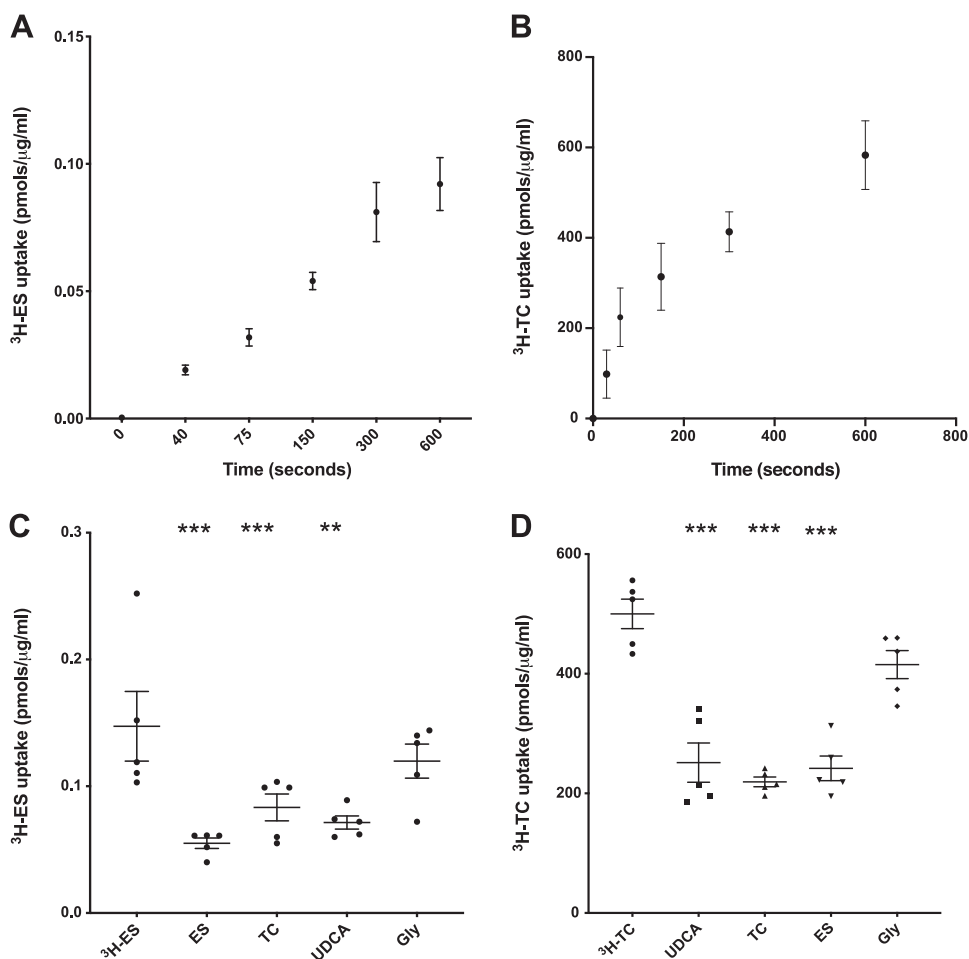 A
0.15
0.10
0.05
0.00
³H-ES uptake (pmols/µg/ml)
0
40
75
150
300
600
Time (seconds)
B
800
600
400
200
0
³H-TC uptake (pmols/µg/ml)
0
200
400
600
800
Time (seconds)
C
*** *** **
0.3
0.2
0.1
0.0
³H-ES uptake (pmols/µg/ml)
³H-ES
ES
TC
UDCA
Gly
D
*** *** ***
600
400
200
0
³H-TC uptake (pmols/µg/ml)
³H-TC
UDCA
TC
ES
Gly